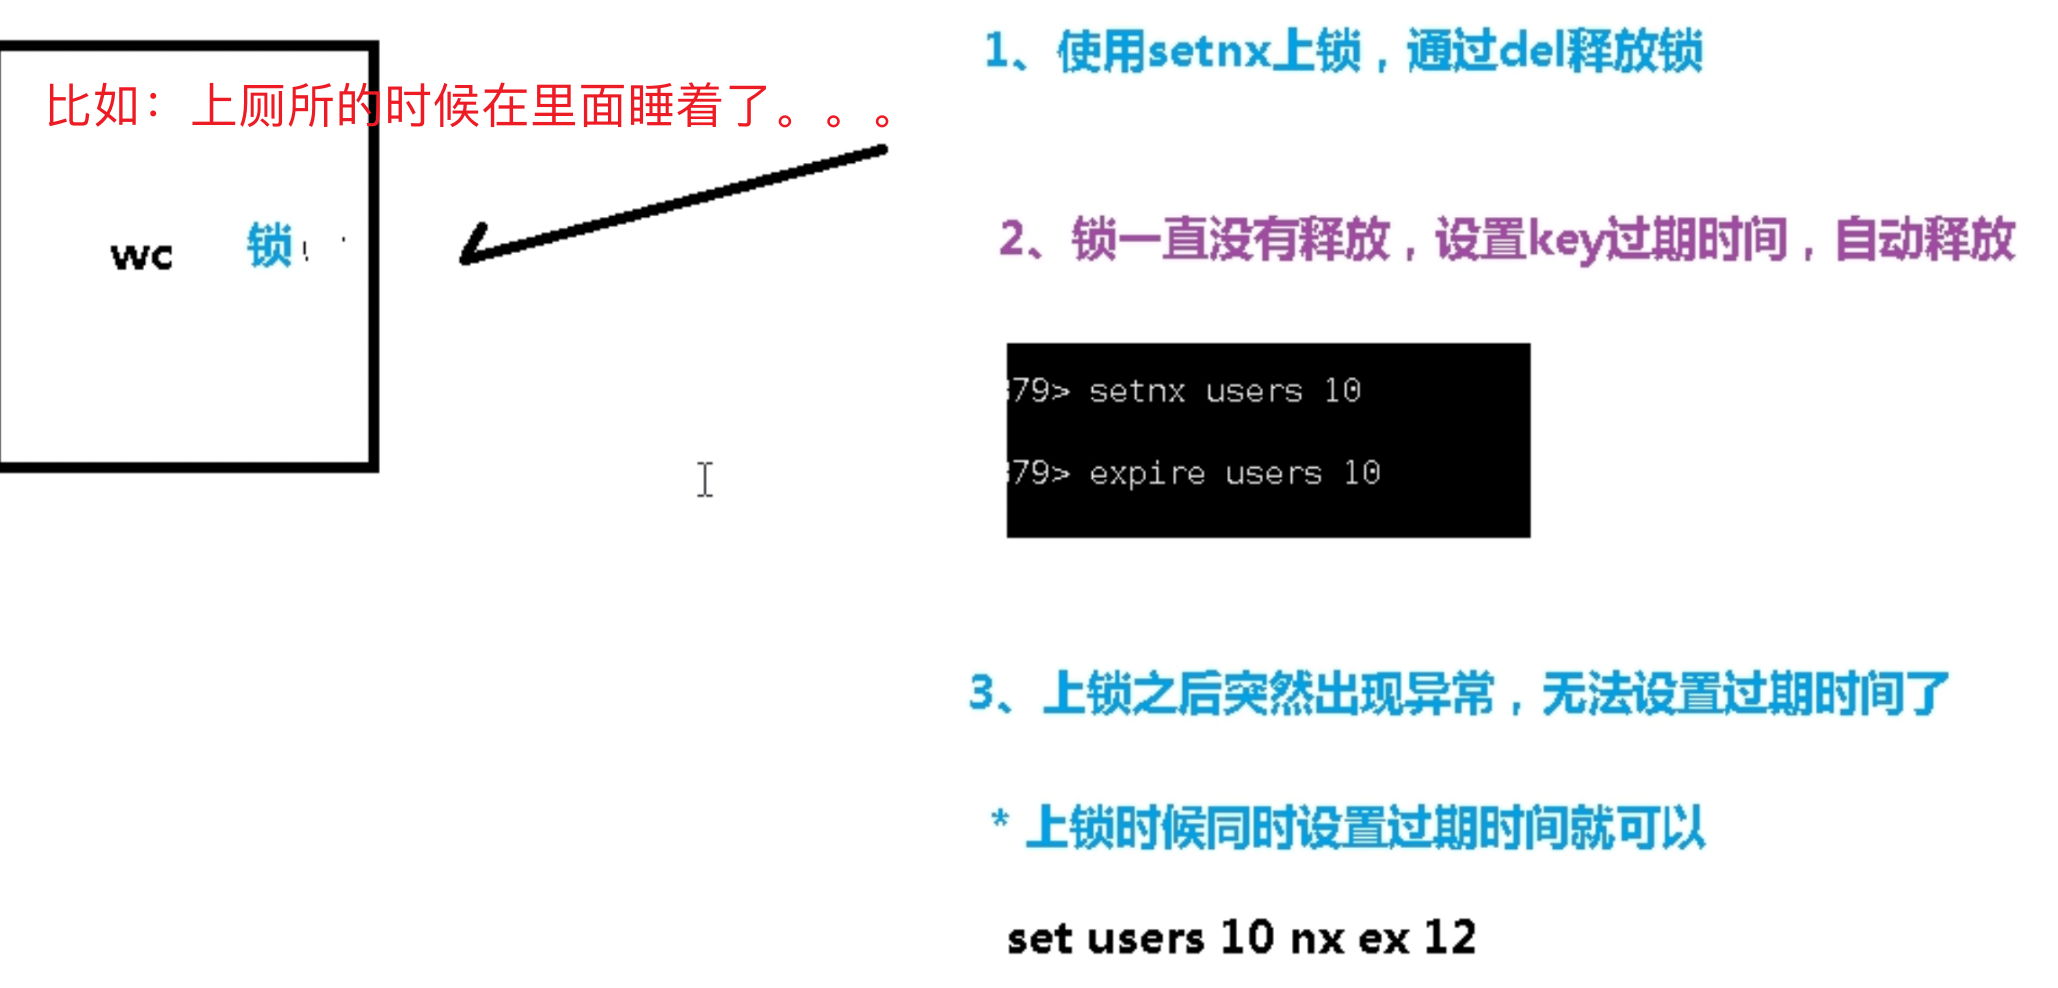 比如：上厕所的时候在里面睡着了。。。
wc 锁
1、使用setnx上锁，通过del释放锁
2、锁一直没有释放，设置key过期时间，自动释放
79> setnx users 10
79> expire users 10
3、上锁之后突然出现异常，无法设置过期时间了
* 上锁时候同时设置过期时间就可以
set users 10 nx ex 12